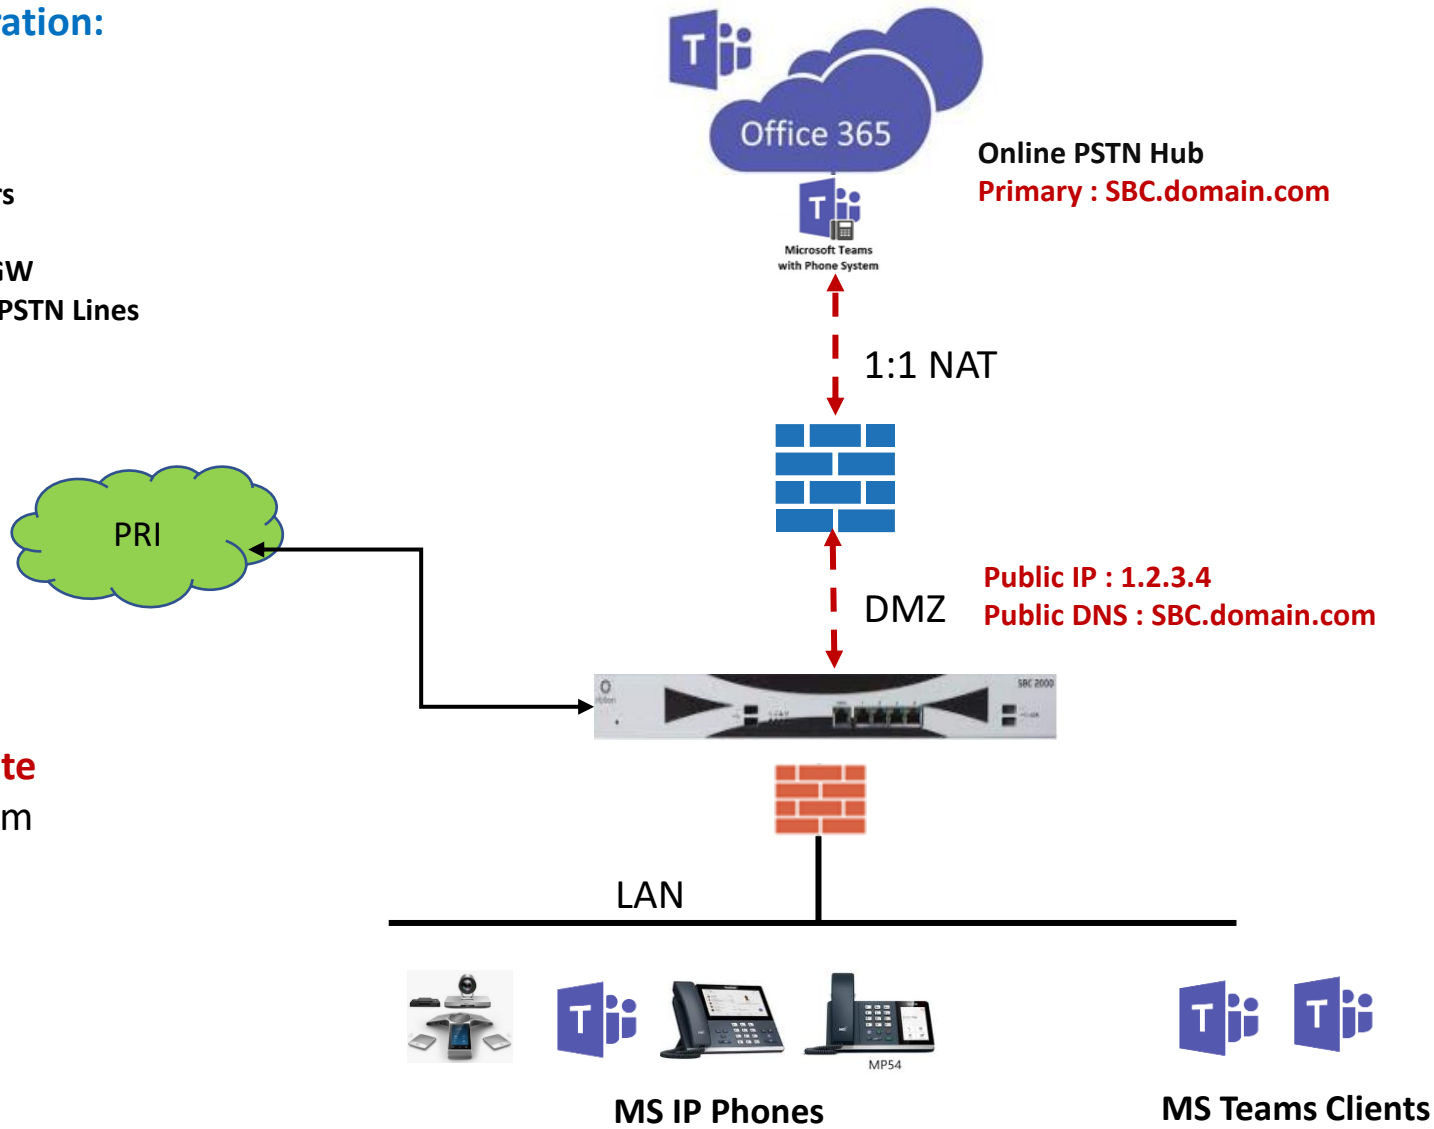 ration:
T
Office 365
Online PSTN Hub
Primary : SBC.domain.com
rs
T
Microsoft Teams
with Phone System
GW
PSTN Lines
1:1 NAT
PRI
Public IP : 1.2.3.4
DMZ
Public DNS : SBC.domain.com
SBC 2000
te
m
LAN
T
T
T
MP54
MS IP Phones
MS Teams Clients